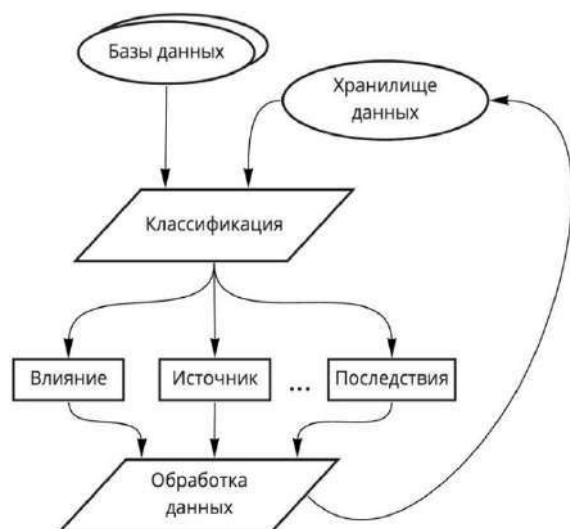 Базы данных
Хранилище
данных
Классификация
Влияние
Источник
...
Последствия
Обработка
данных